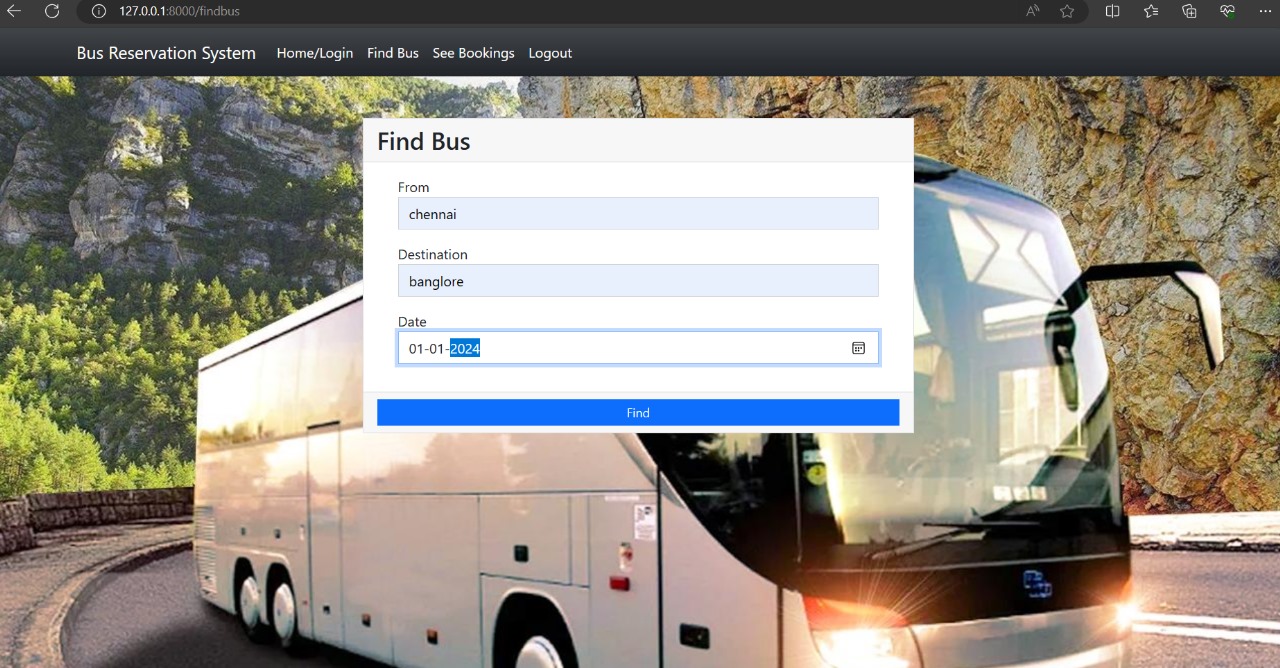 127.0.0.1:8000/findbus
Bus Reservation System Home/Login Find Bus See Bookings Logout
Find Bus
From
chennai
Destination
banglore
Date
01-01-2024
Find